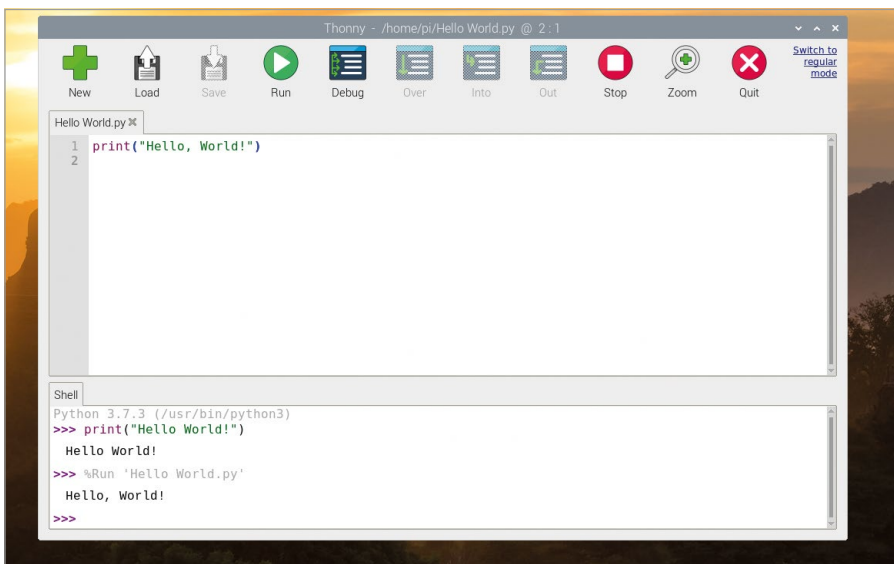 Thonny - /home/pi/Hello World.py @ 2:1
New Load Save Run Debug Over Into Out Stop Zoom Quit
Switch to
regular
mode
Hello World.py
1 print("Hello, World!")
2
Shell
Python 3.7.3 (/usr/bin/python3)
>>> print("Hello World!")
Hello World!
>>> %Run 'Hello World.py'
Hello, World!
>>>